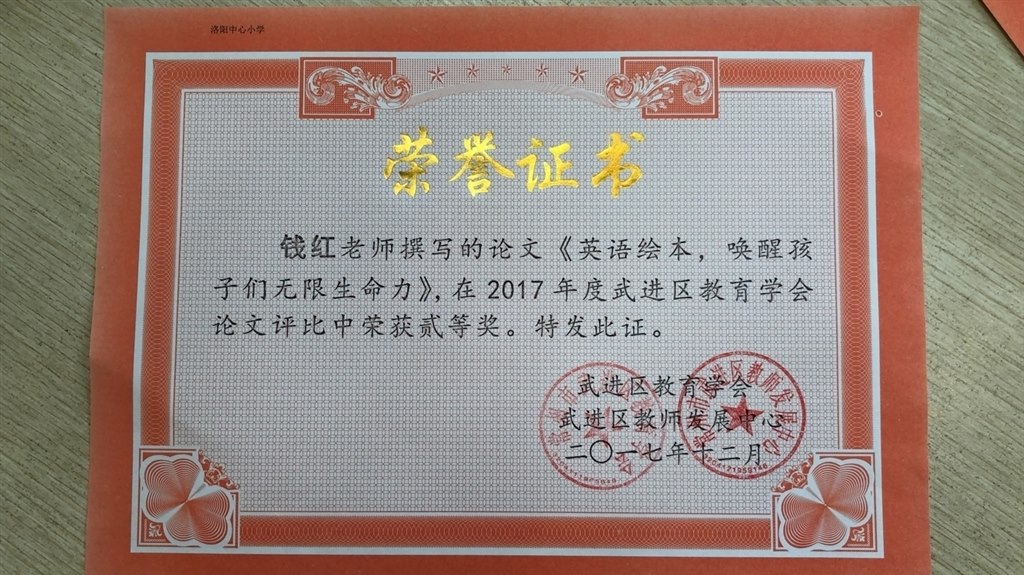 洛阳中心小学
荣誉证书
钱红老师撰写的论文《英语绘本，唤醒孩
子们无限生命力》，在2017年度武进区教育学会
论文评比中荣获贰等奖。特发此证。
武进区教育学会
武进区教师发展中心
二〇一七年十二月